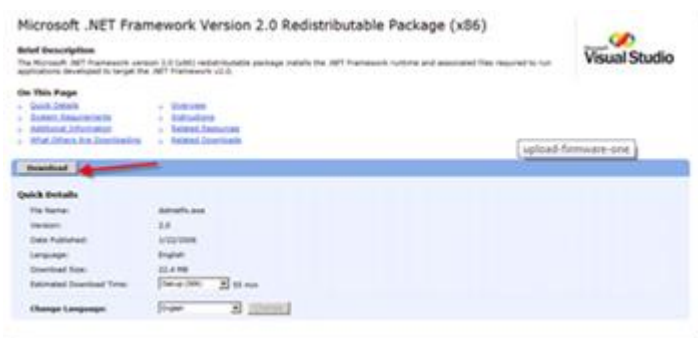 Microsoft .NET Framework Version 2.0 Redistributable Package (x86)
Brief Description
The Microsoft .NET Framework version 2.0 (x86) redistributable package installs the .NET Framework runtime and associated files required to run
applications developed to target the .NET Framework v2.0.
Microsoft
Visual Studio
On This Page
Quick Details
Overview
System Requirements
Instructions
Additional Information
Related Resources
What Others Are Downloading
Related Downloads
upload-firmware-one
Download
Quick Details
File Name:
dotnetfx.exe
Version:
2.0
Date Published:
1/22/2006
Language:
English
Download Size:
22.4 MB
Estimated Download Time:
Dial-up (56K)
55 min
Change Language:
English
Change